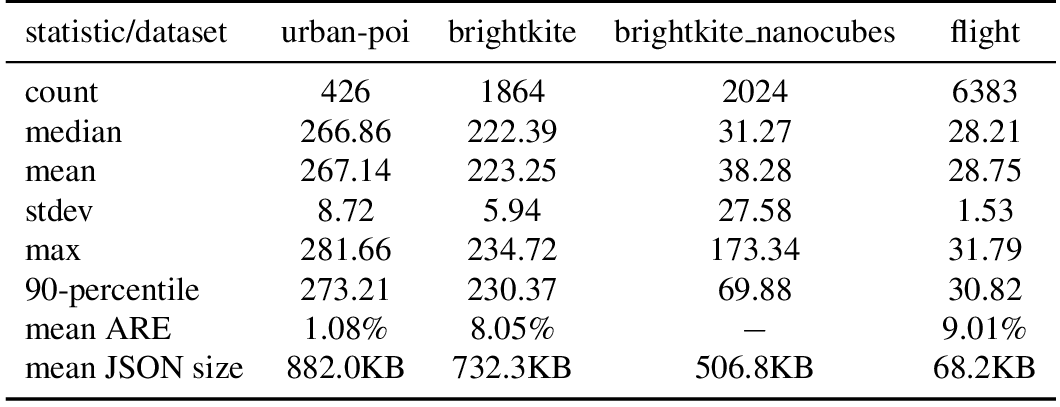 statistic/dataset urban-poi brightkite brightkite_nanocubes flight
count 426 1864 2024 6383
median 266.86 222.39 31.27 28.21
mean 267.14 223.25 38.28 28.75
stdev 8.72 5.94 27.58 1.53
max 281.66 234.72 173.34 31.79
90-percentile 273.21 230.37 69.88 30.82
mean ARE 1.08% 8.05% – 9.01%
mean JSON size 882.0KB 732.3KB 506.8KB 68.2KB